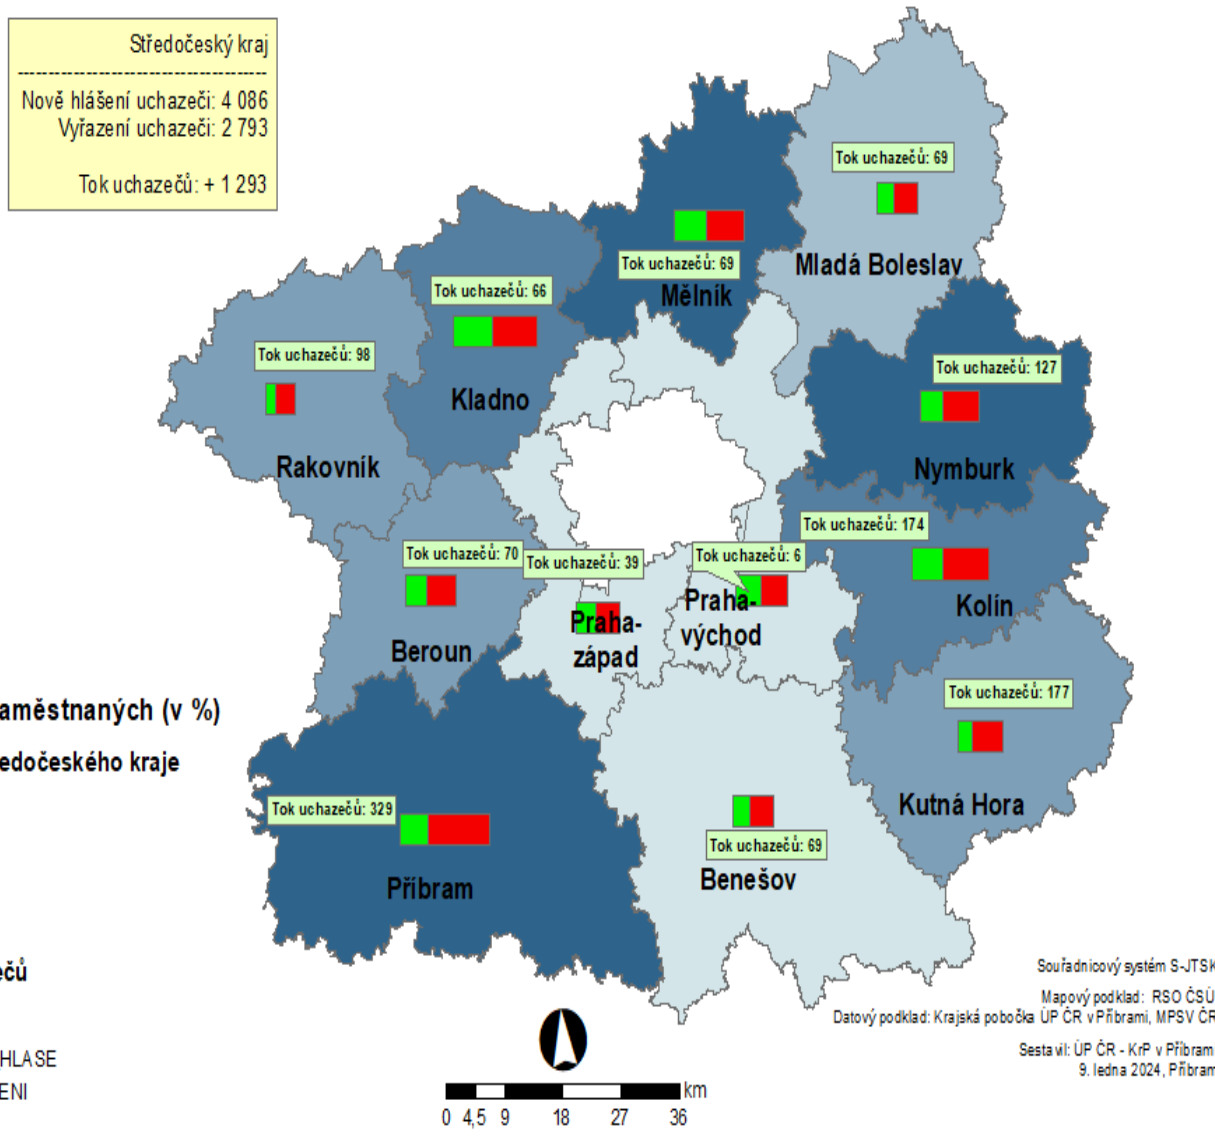 Středočeský kraj
------------------------------------------
Nově hlášení uchazeči: 4 086
Vyřazení uchazeči: 2 793
Tok uchazečů: + 1 293
Tok uchazečů: 69
Mladá Boleslav
Tok uchazečů: 69
Mělník
Tok uchazečů: 66
Kladno
Tok uchazečů: 98
Rakovník
Tok uchazečů: 127
Nymburk
Tok uchazečů: 174
Kolín
Tok uchazečů: 70
Beroun
Tok uchazečů: 39
Praha-
západ
Tok uchazečů: 6
Praha-
východ
Tok uchazečů: 177
Kutná Hora
aměstnaných (v %)
edočeského kraje
Tok uchazečů: 329
Příbram
Tok uchazečů: 69
Benešov
ečů
HLASE
ENI
Souřadnicový systém S-JTSK
Mapový podklad: RSO ČSÚ
Datový podklad: Krajská pobočka ÚP ČR v Příbrami, MPSV ČR
Sestavil: ÚP ČR - KrP v Příbram
9. ledna 2024, Příbram
km
0 4,5 9 18 27 36